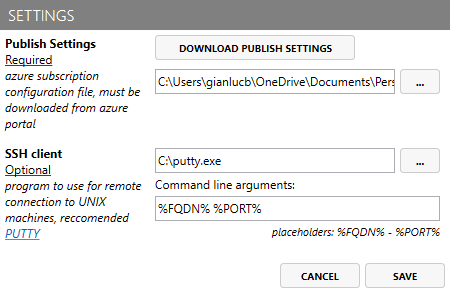 SETTINGS
Publish Settings
Required
azure subscription
configuration file, must be
downloaded from azure
portal
DOWNLOAD PUBLISH SETTINGS
C:\Users\gianlucb\OneDrive\Documents\Pers
...
SSH client
Optional
program to use for remote
connection to UNIX
machines, reccomended
PUTTY
C:\putty.exe
...
Command line arguments:
%FQDN% %PORT%
placeholders: %FQDN% - %PORT%
CANCEL
SAVE